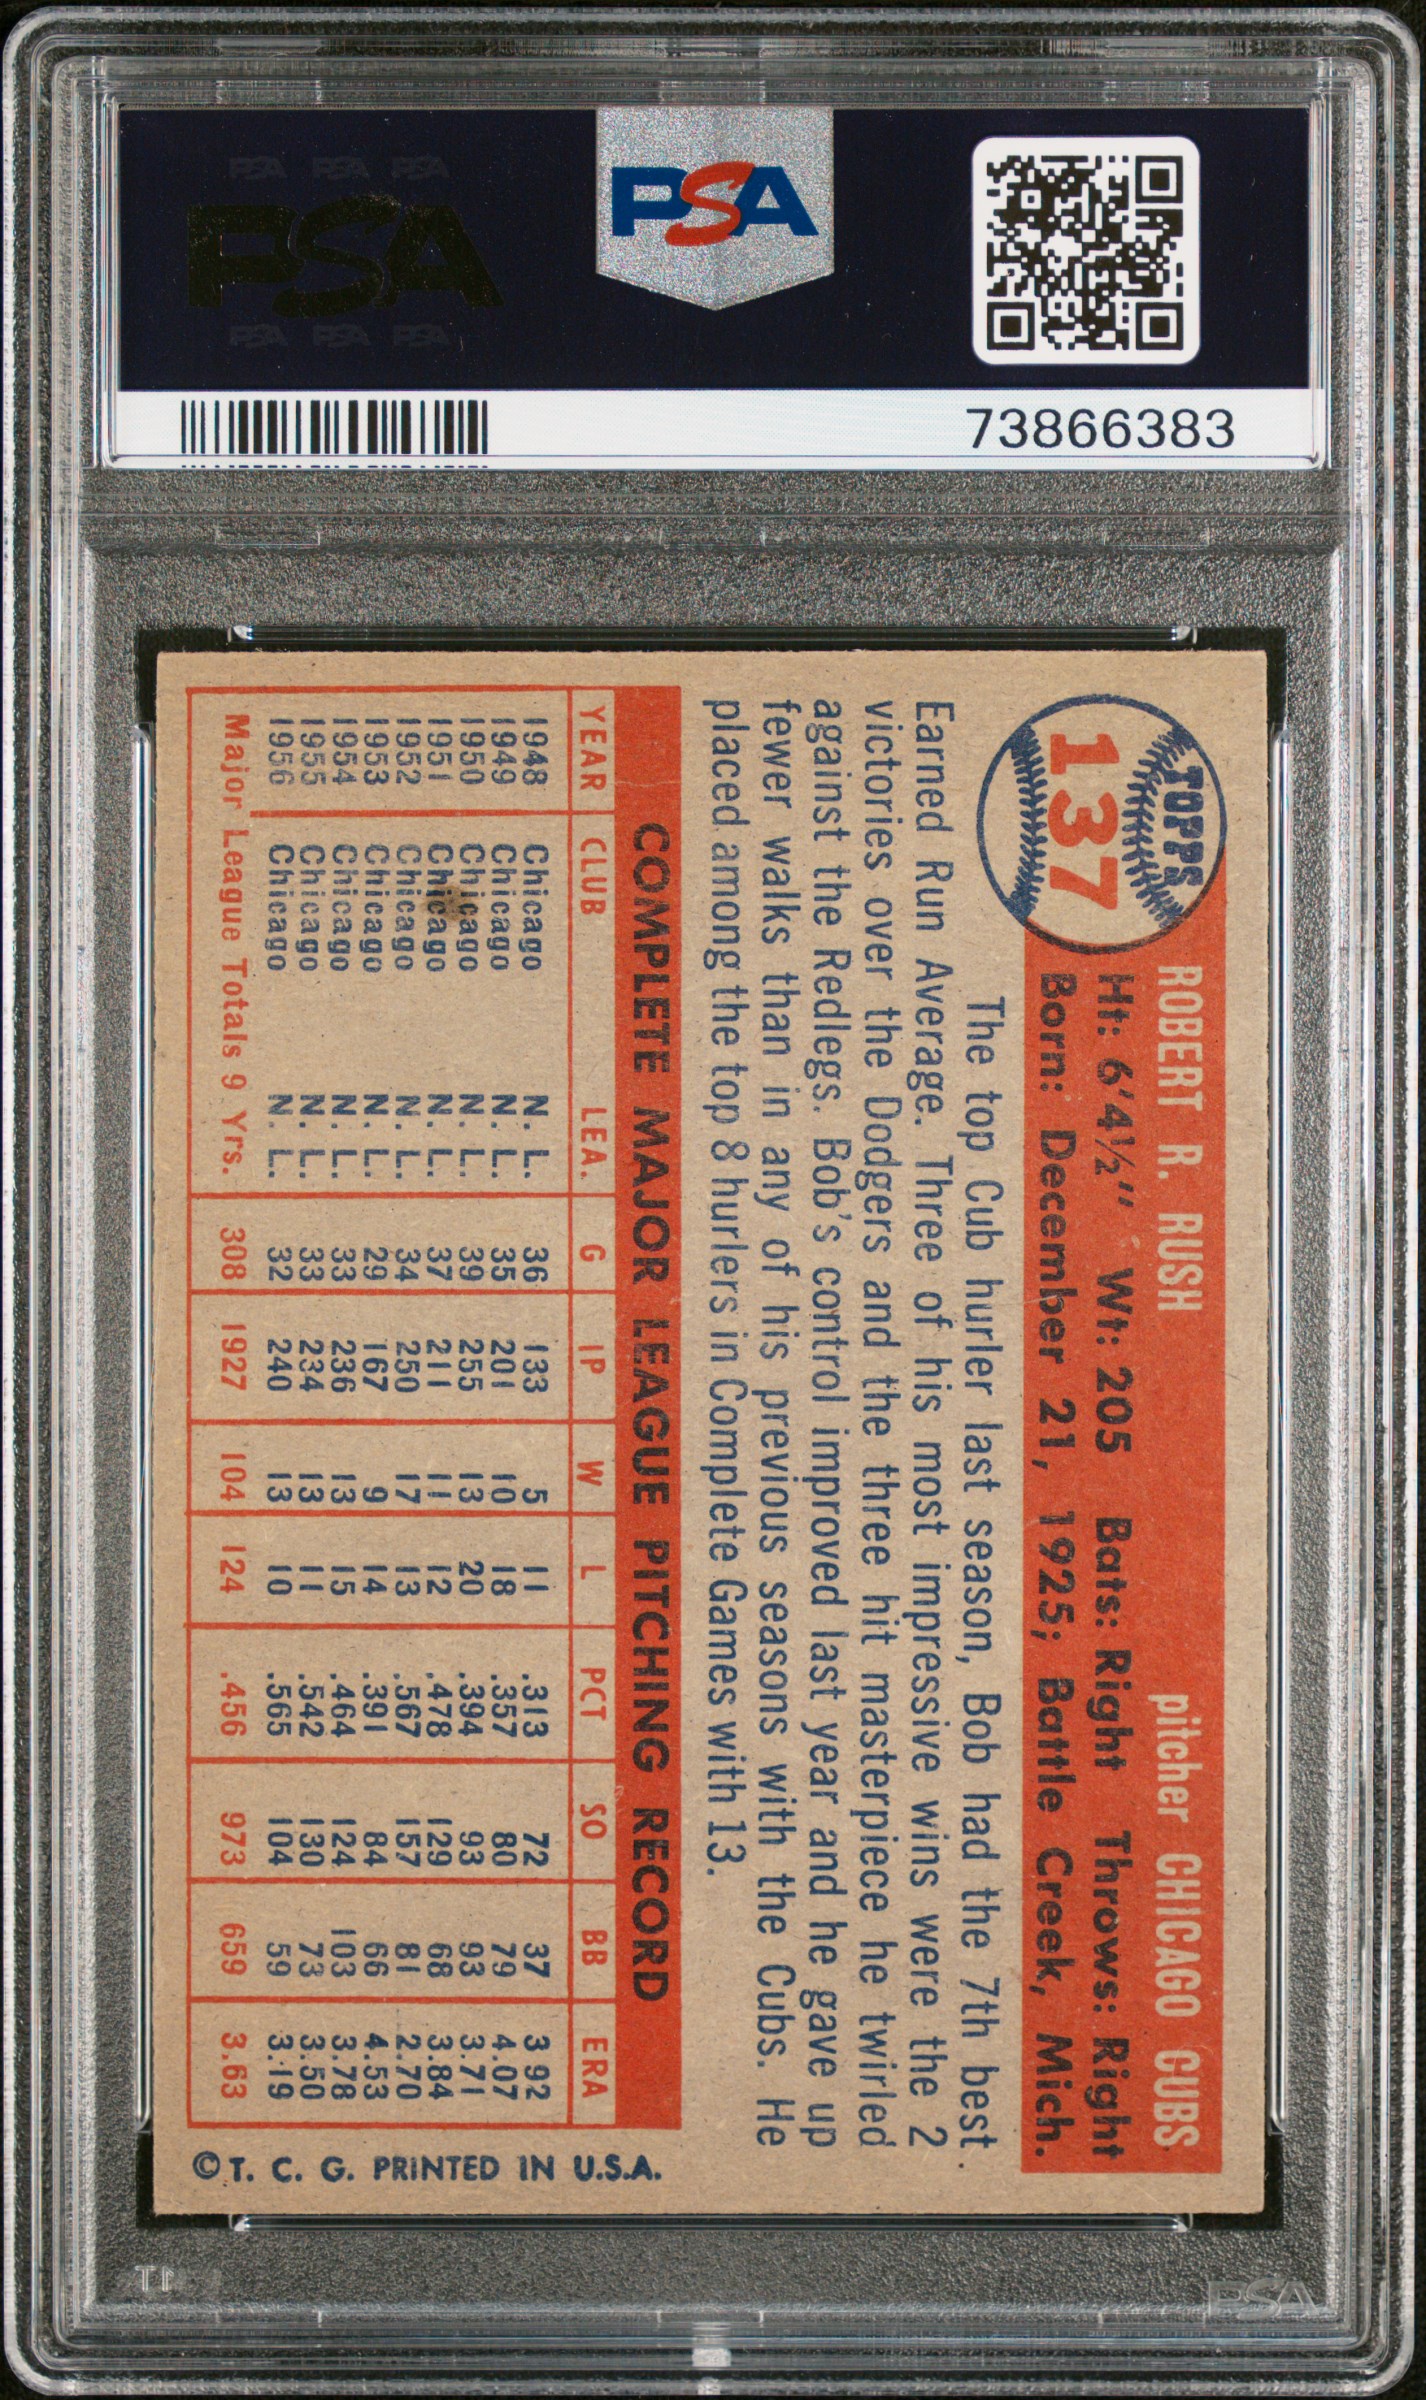 PSA PSA PSA
PSA
PSA PSA PSA
PSA
73866383
TOPPS
137
ROBERT R. RUSH pitcher CHICAGO CUBS
Ht: 6'4½" Wt: 205 Bats: Right Throws: Right
Born: December 21, 1925; Battle Creek, Mich.
The top Cub hurler last season, Bob had the 7th best
Earned Run Average. Three of his most impressive wins were the 2
victories over the Dodgers and the three hit masterpiece he twirled
against the Redlegs. Bob's control improved last year and he gave up
fewer walks than in any of his previous seasons with the Cubs. He
placed among the top 8 hurlers in Complete Games with 13.
COMPLETE MAJOR LEAGUE PITCHING RECORD
YEAR CLUB LEA. G IP W L PCT SO BB ERA
1948 Chicago N. L. 36 133 5 11 .313 72 37 3.92
1949 Chicago N. L. 35 201 10 18 .357 80 79 4.07
1950 Chicago N. L. 39 255 13 20 .394 93 93 3.71
1951 Chicago N. L. 37 211 11 12 .478 129 68 3.84
1952 Chicago N. L. 34 250 17 13 .567 157 81 2.70
1953 Chicago N. L. 29 167 9 14 .391 84 66 4.53
1954 Chicago N. L. 33 236 13 15 .464 124 103 3.78
1955 Chicago N. L. 33 234 13 11 .542 130 73 3.50
1956 Chicago N. L. 32 240 13 10 .565 104 59 3.19
Major League Totals 9 Yrs. 308 1927 104 124 .456 973 659 3.63
©T. C. G. PRINTED IN U.S.A.
PSA